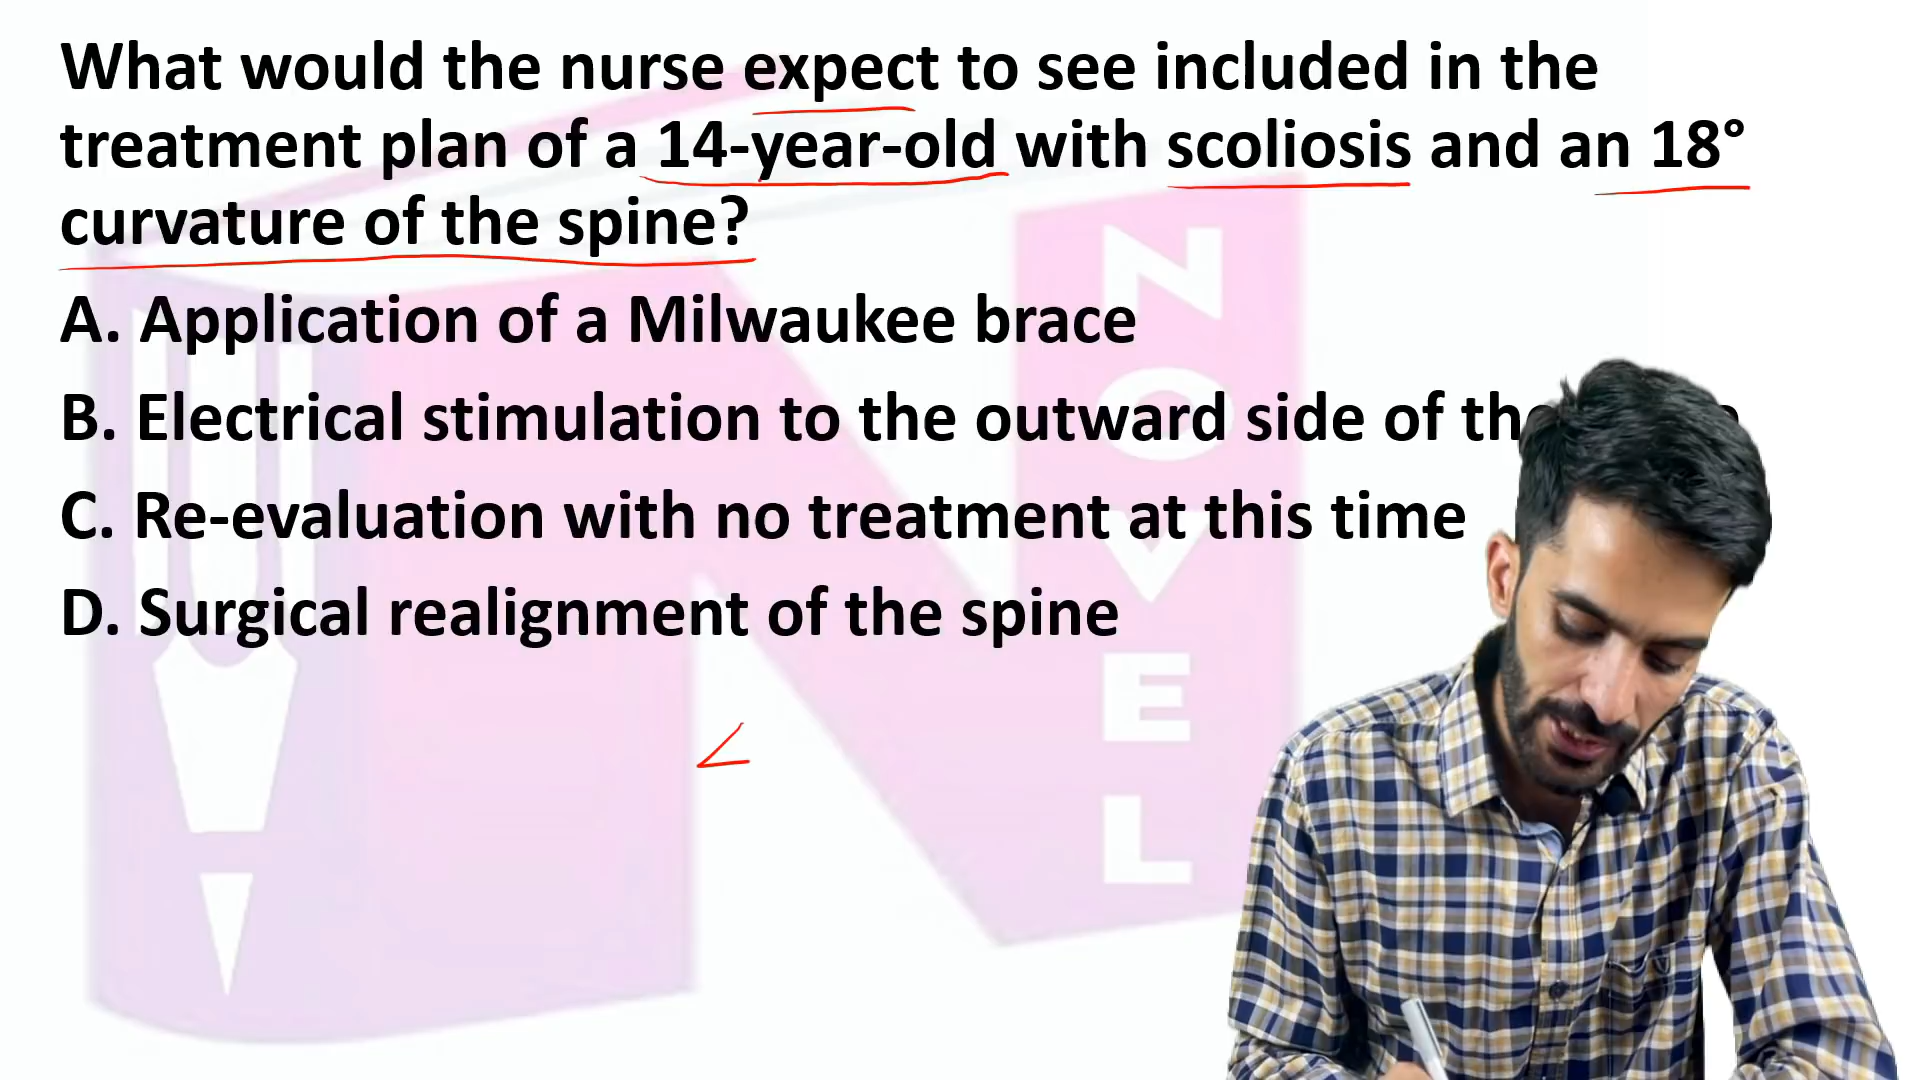 What would the nurse expect to see included in the
treatment plan of a 14-year-old with scoliosis and an 18°
curvature of the spine?
A. Application of a Milwaukee brace
B. Electrical stimulation to the outward side of
C. Re-evaluation with no treatment at this time
D. Surgical realignment of the spine
NOVEL